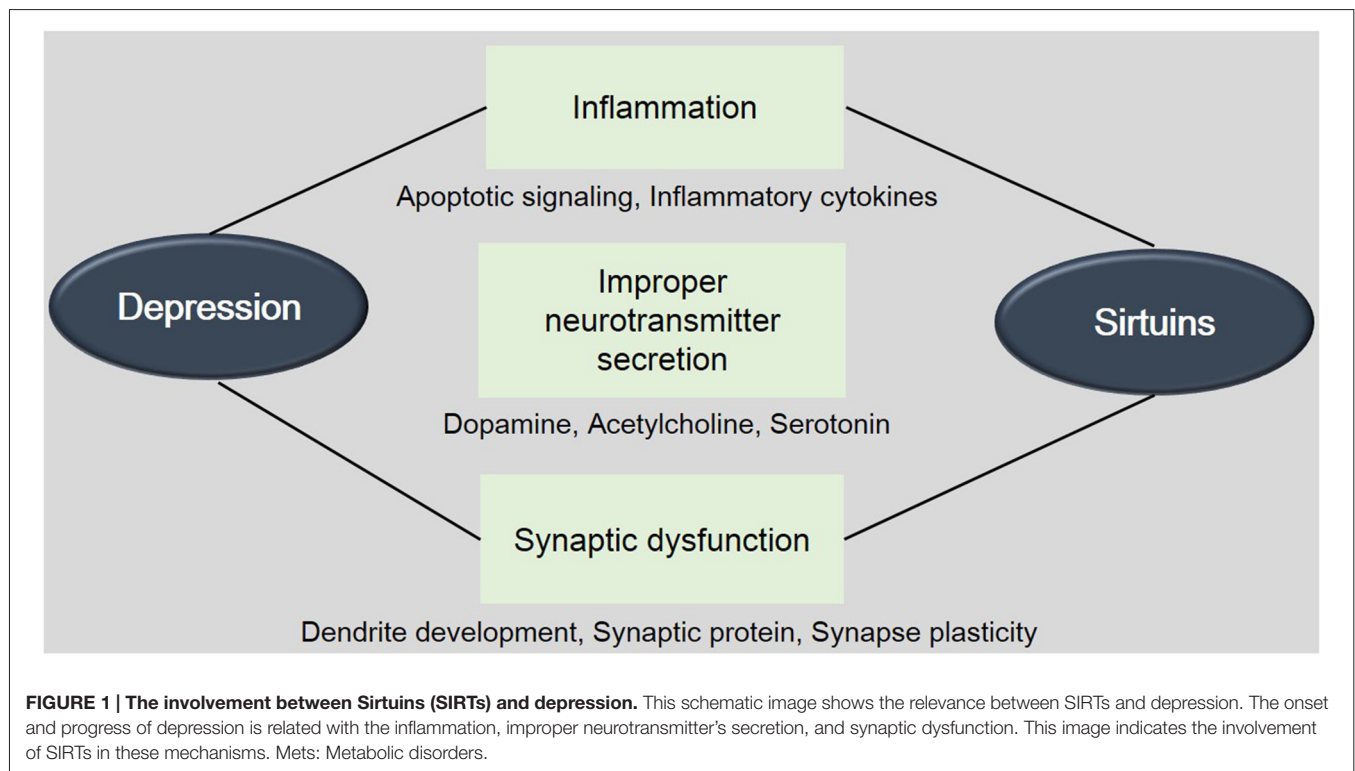 Inflammation
Apoptotic signaling, Inflammatory cytokines
Depression
Improper
neurotransmitter
secretion
Sirtuins
Dopamine, Acetylcholine, Serotonin
Synaptic dysfunction
Dendrite development, Synaptic protein, Synapse plasticity
FIGURE 1 | The involvement between Sirtuins (SIRTs) and depression. This schematic image shows the relevance between SIRTs and depression. The onset
and progress of depression is related with the inflammation, improper neurotransmitter's secretion, and synaptic dysfunction. This image indicates the involvement
of SIRTs in these mechanisms. Mets: Metabolic disorders.